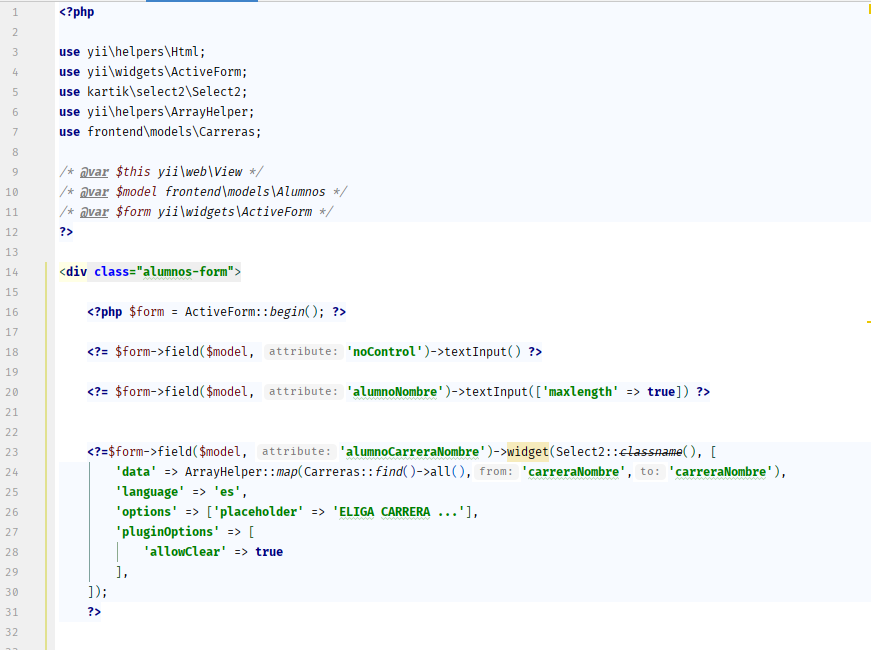 1 <?php
2
3 use yii\helpers\Html;
4 use yii\widgets\ActiveForm;
5 use kartik\select2\Select2;
6 use yii\helpers\ArrayHelper;
7 use frontend\models\Carreras;
8
9 /* @var $this yii\web\View */
10 /* @var $model frontend\models\Alumnos */
11 /* @var $form yii\widgets\ActiveForm */
12 ?>
13
14 <div class="alumnos-form">
15
16 <?php $form = ActiveForm::begin(); ?>
17
18 <?= $form->field($model, attribute: 'noControl')->textInput() ?>
19
20 <?= $form->field($model, attribute: 'alumnoNombre')->textInput(['maxlength' => true]) ?>
21
22
23 <?=$form->field($model, attribute: 'alumnoCarreraNombre')->widget(Select2::classname(), [
24 'data' => ArrayHelper::map(Carreras::find()->all(), from: 'carreraNombre', to: 'carreraNombre'),
25 'language' => 'es',
26 'options' => ['placeholder' => 'ELIGA CARRERA ...'],
27 'pluginOptions' => [
28 'allowClear' => true
29 ],
30 ]);
31 ?>
32